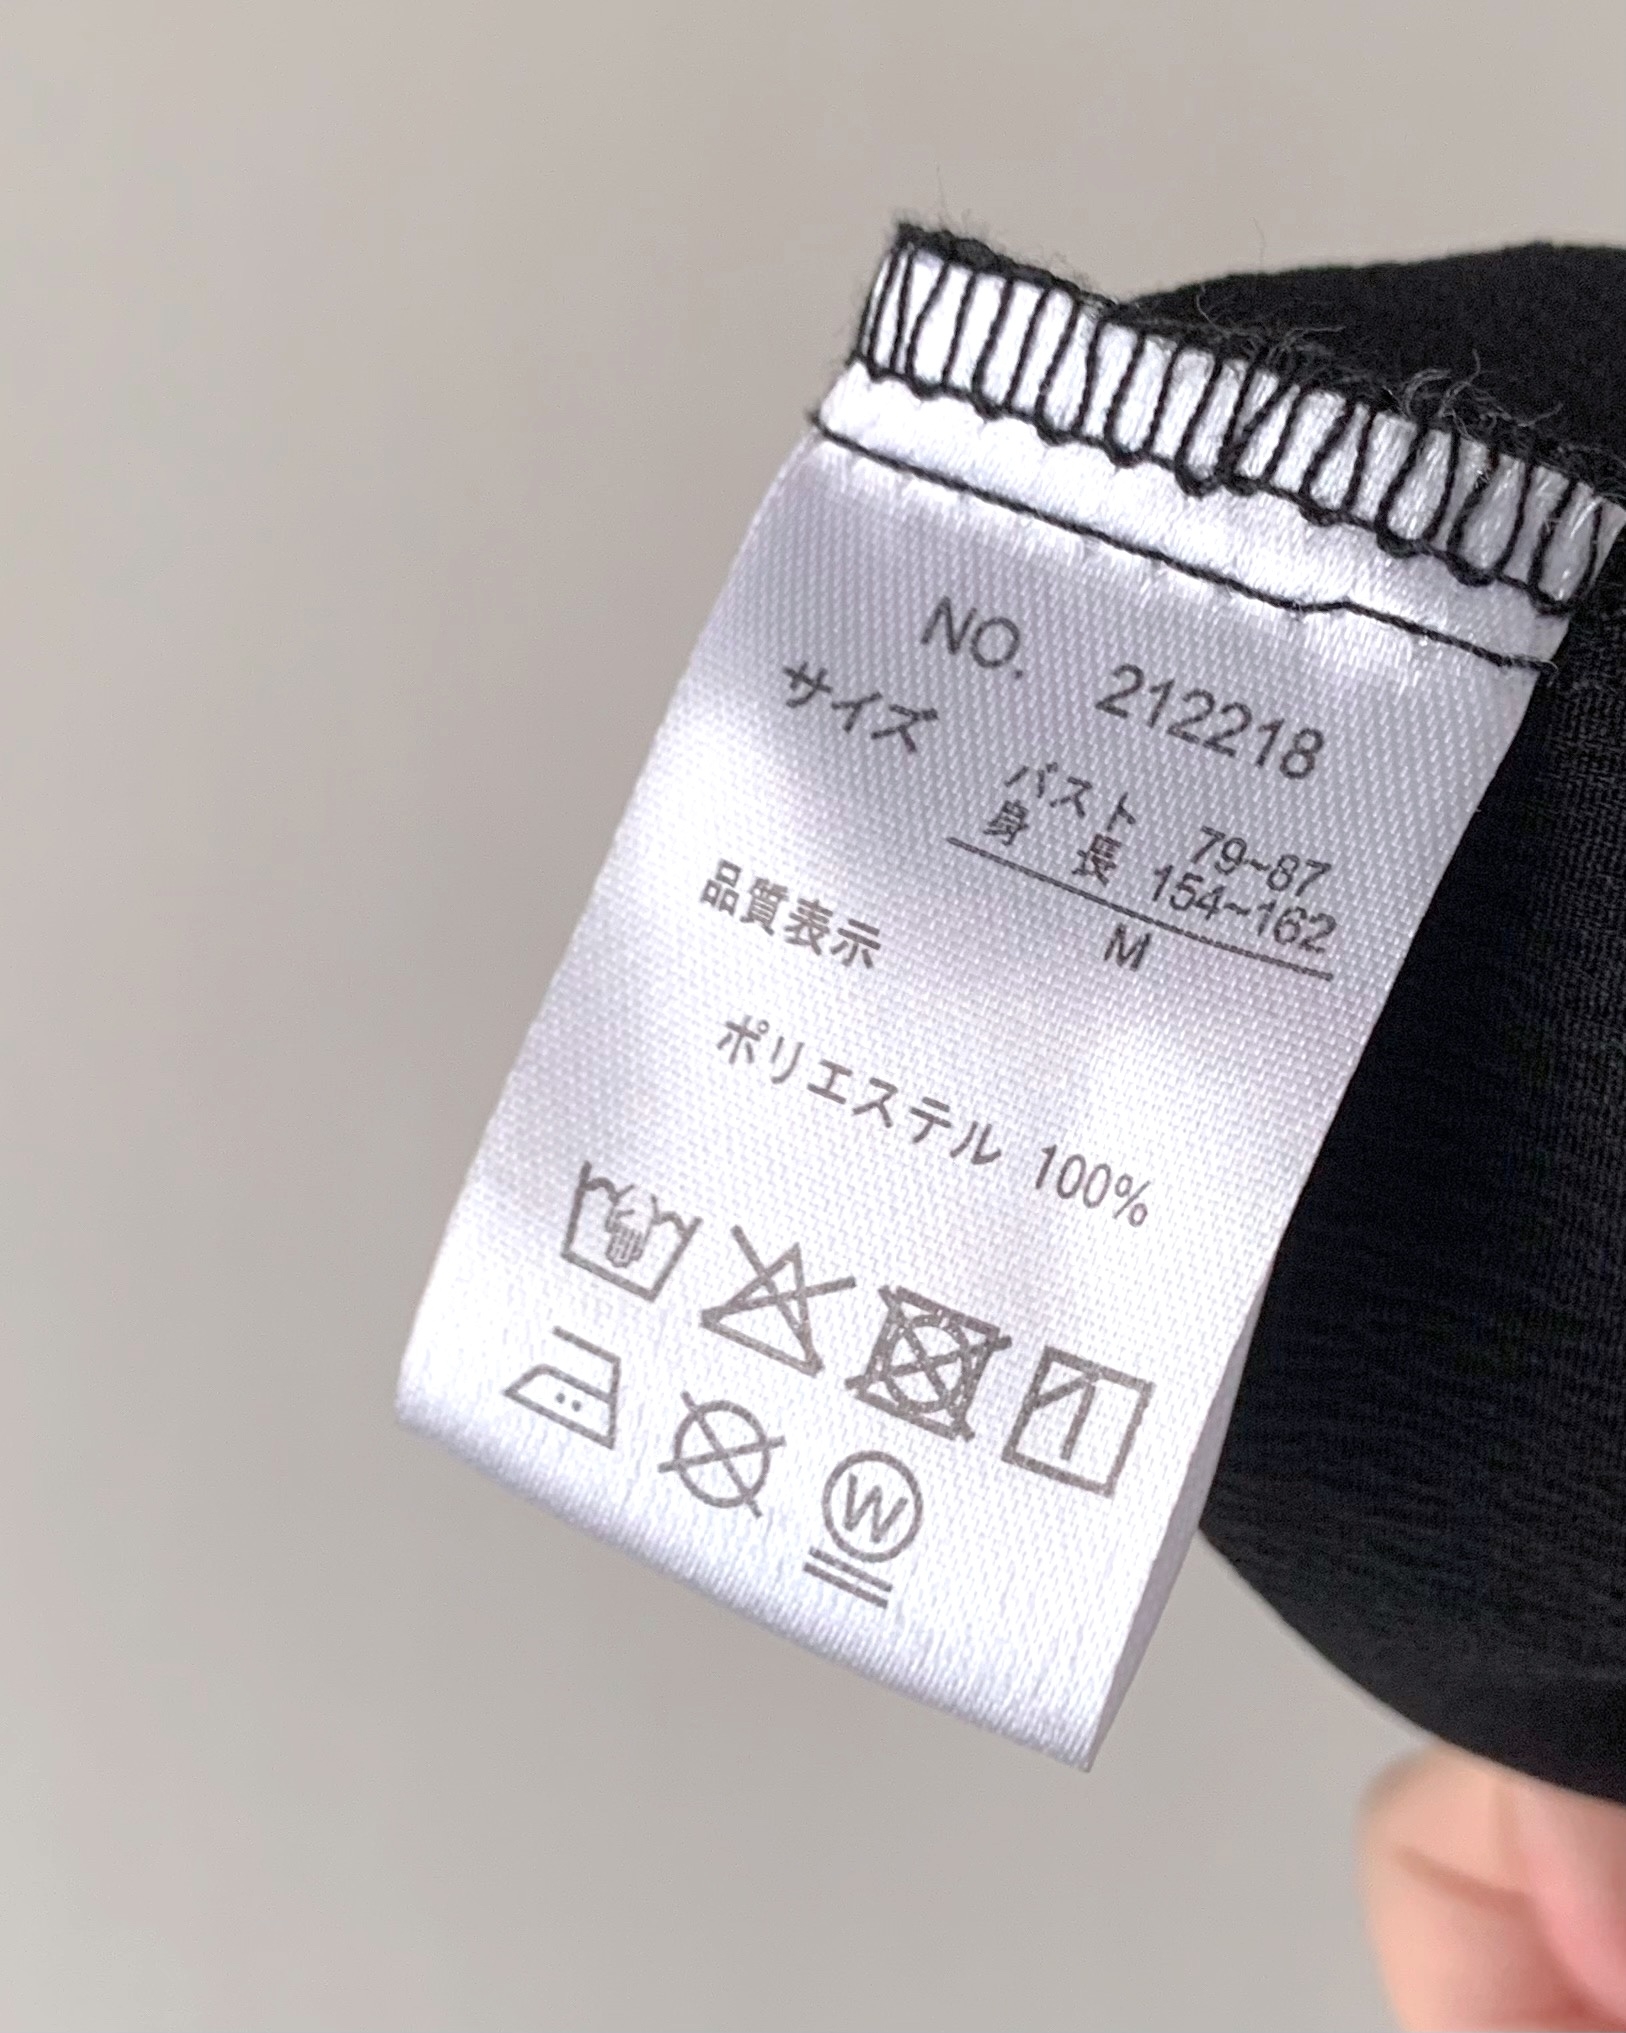 NO. 212218
サイズ
バスト 79~87
身長 154~162
M
品質表示
ポリエステル 100%
W